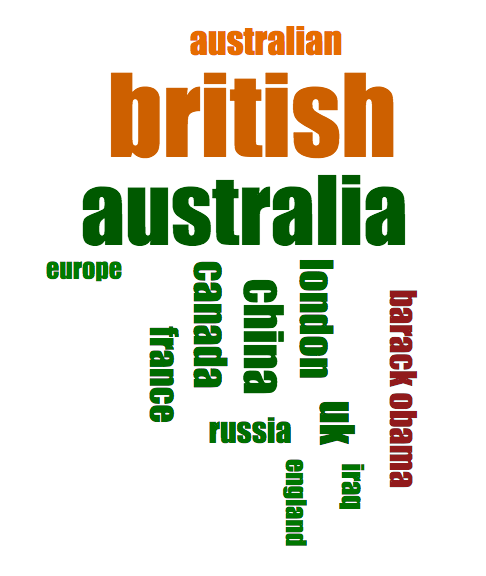 australian
british
australia
europe
canada
china
london
barack obama
france
russia
uk
england
iraq